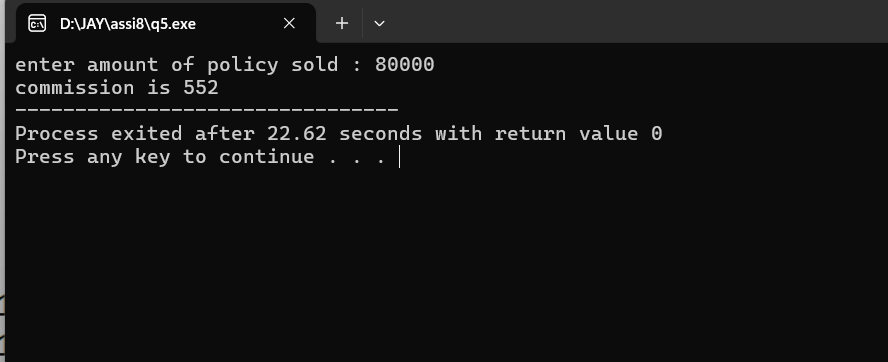 D:\JAY\assi8\q5.exe
enter amount of policy sold : 80000
commission is 552
--------------------------------
Process exited after 22.62 seconds with return value 0
Press any key to continue . . .